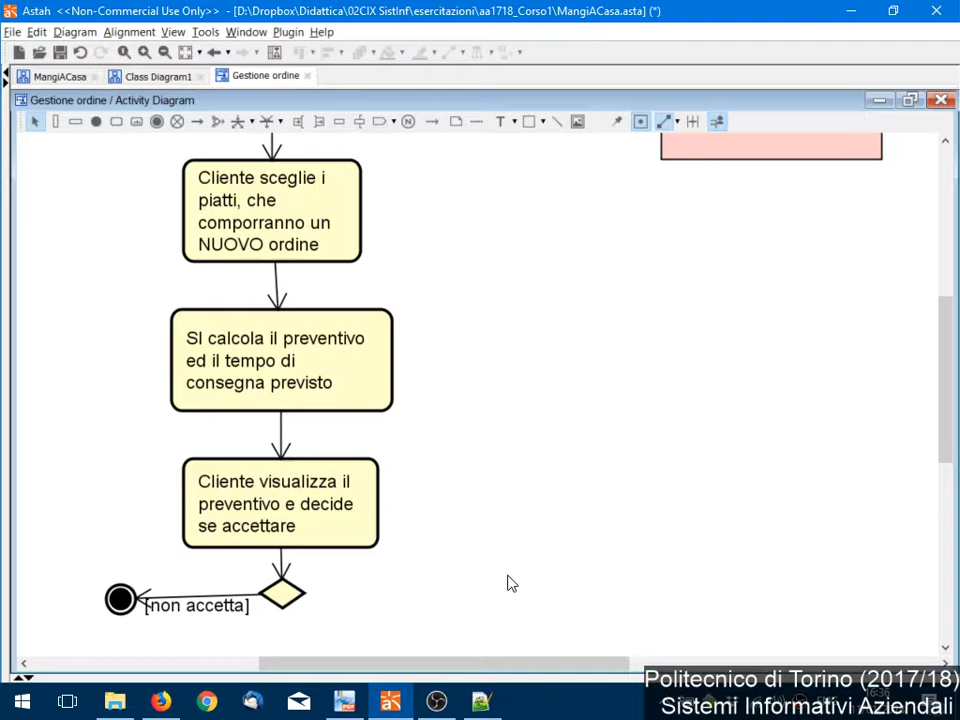 Astah <<Non-Commercial Use Only>> - [D:\Dropbox\Didattica\02CIX SistInf\esercitazioni\aa1718_Corso1\MangiACasa.asta] (*)
File Edit Diagram Alignment View Tools Window Plugin Help
MangiACasa Class Diagram1 Gestione ordine
Gestione ordine / Activity Diagram
Cliente sceglie i
piatti, che
comporranno un
NUOVO ordine
SI calcola il preventivo
ed il tempo di
consegna previsto
Cliente visualizza il
preventivo e decide
se accettare
[non accetta]
Politecnico di Torino (2017/18)
16:36
Sistemi Informativi Aziendali